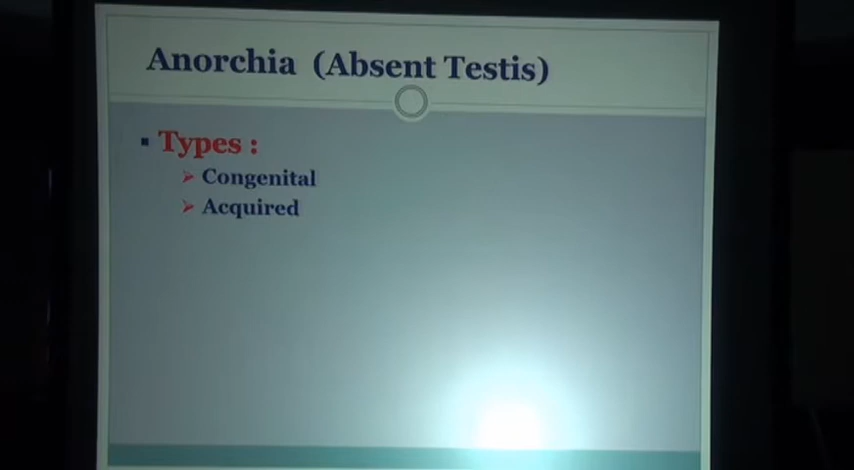 Anorchia (Absent Testis)
Types :
Congenital
Acquired